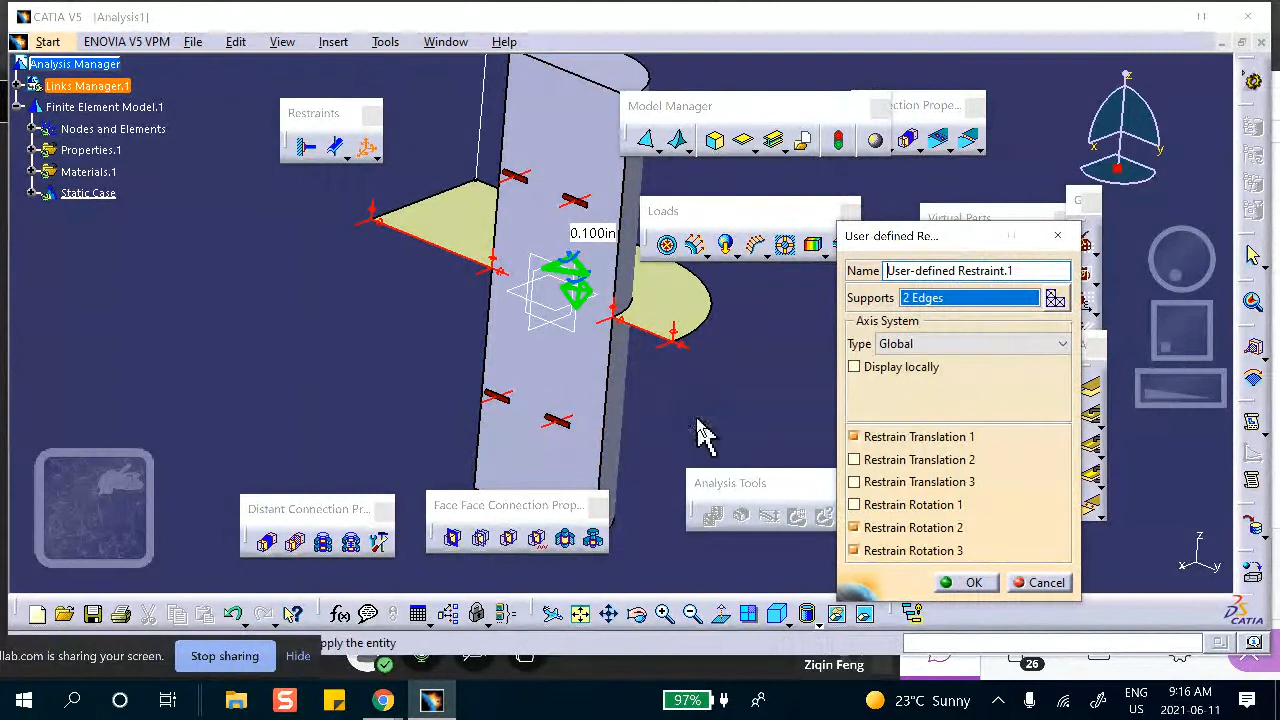 CATIA V5 [Analysis1]
Start ENOVIA V5 VPM File Edit View Insert Tools Window Help
Analysis Manager
Links Manager.1
Finite Element Model.1
Nodes and Elements
Properties.1
Materials.1
Static Case
Restraints
Model Manager
ction Prope...
Loads
Virtual Parts
G
0.100in
User-defined Re...
Name User-defined Restraint.1
Supports 2 Edges
Axis System
Type Global
Display locally
Restrain Translation 1
Restrain Translation 2
Restrain Translation 3
Restrain Rotation 1
Restrain Rotation 2
Restrain Rotation 3
OK Cancel
Analysis Tools
Distant Connection Pr...
Face Face Connection Prop...
z
x y
z
x y
CATIA
pply the entity
llab.com is sharing your screen. Stop sharing Hide
Ziqin Feng
26
97%
23°C Sunny
ENG
US
9:16 AM
2021-06-11